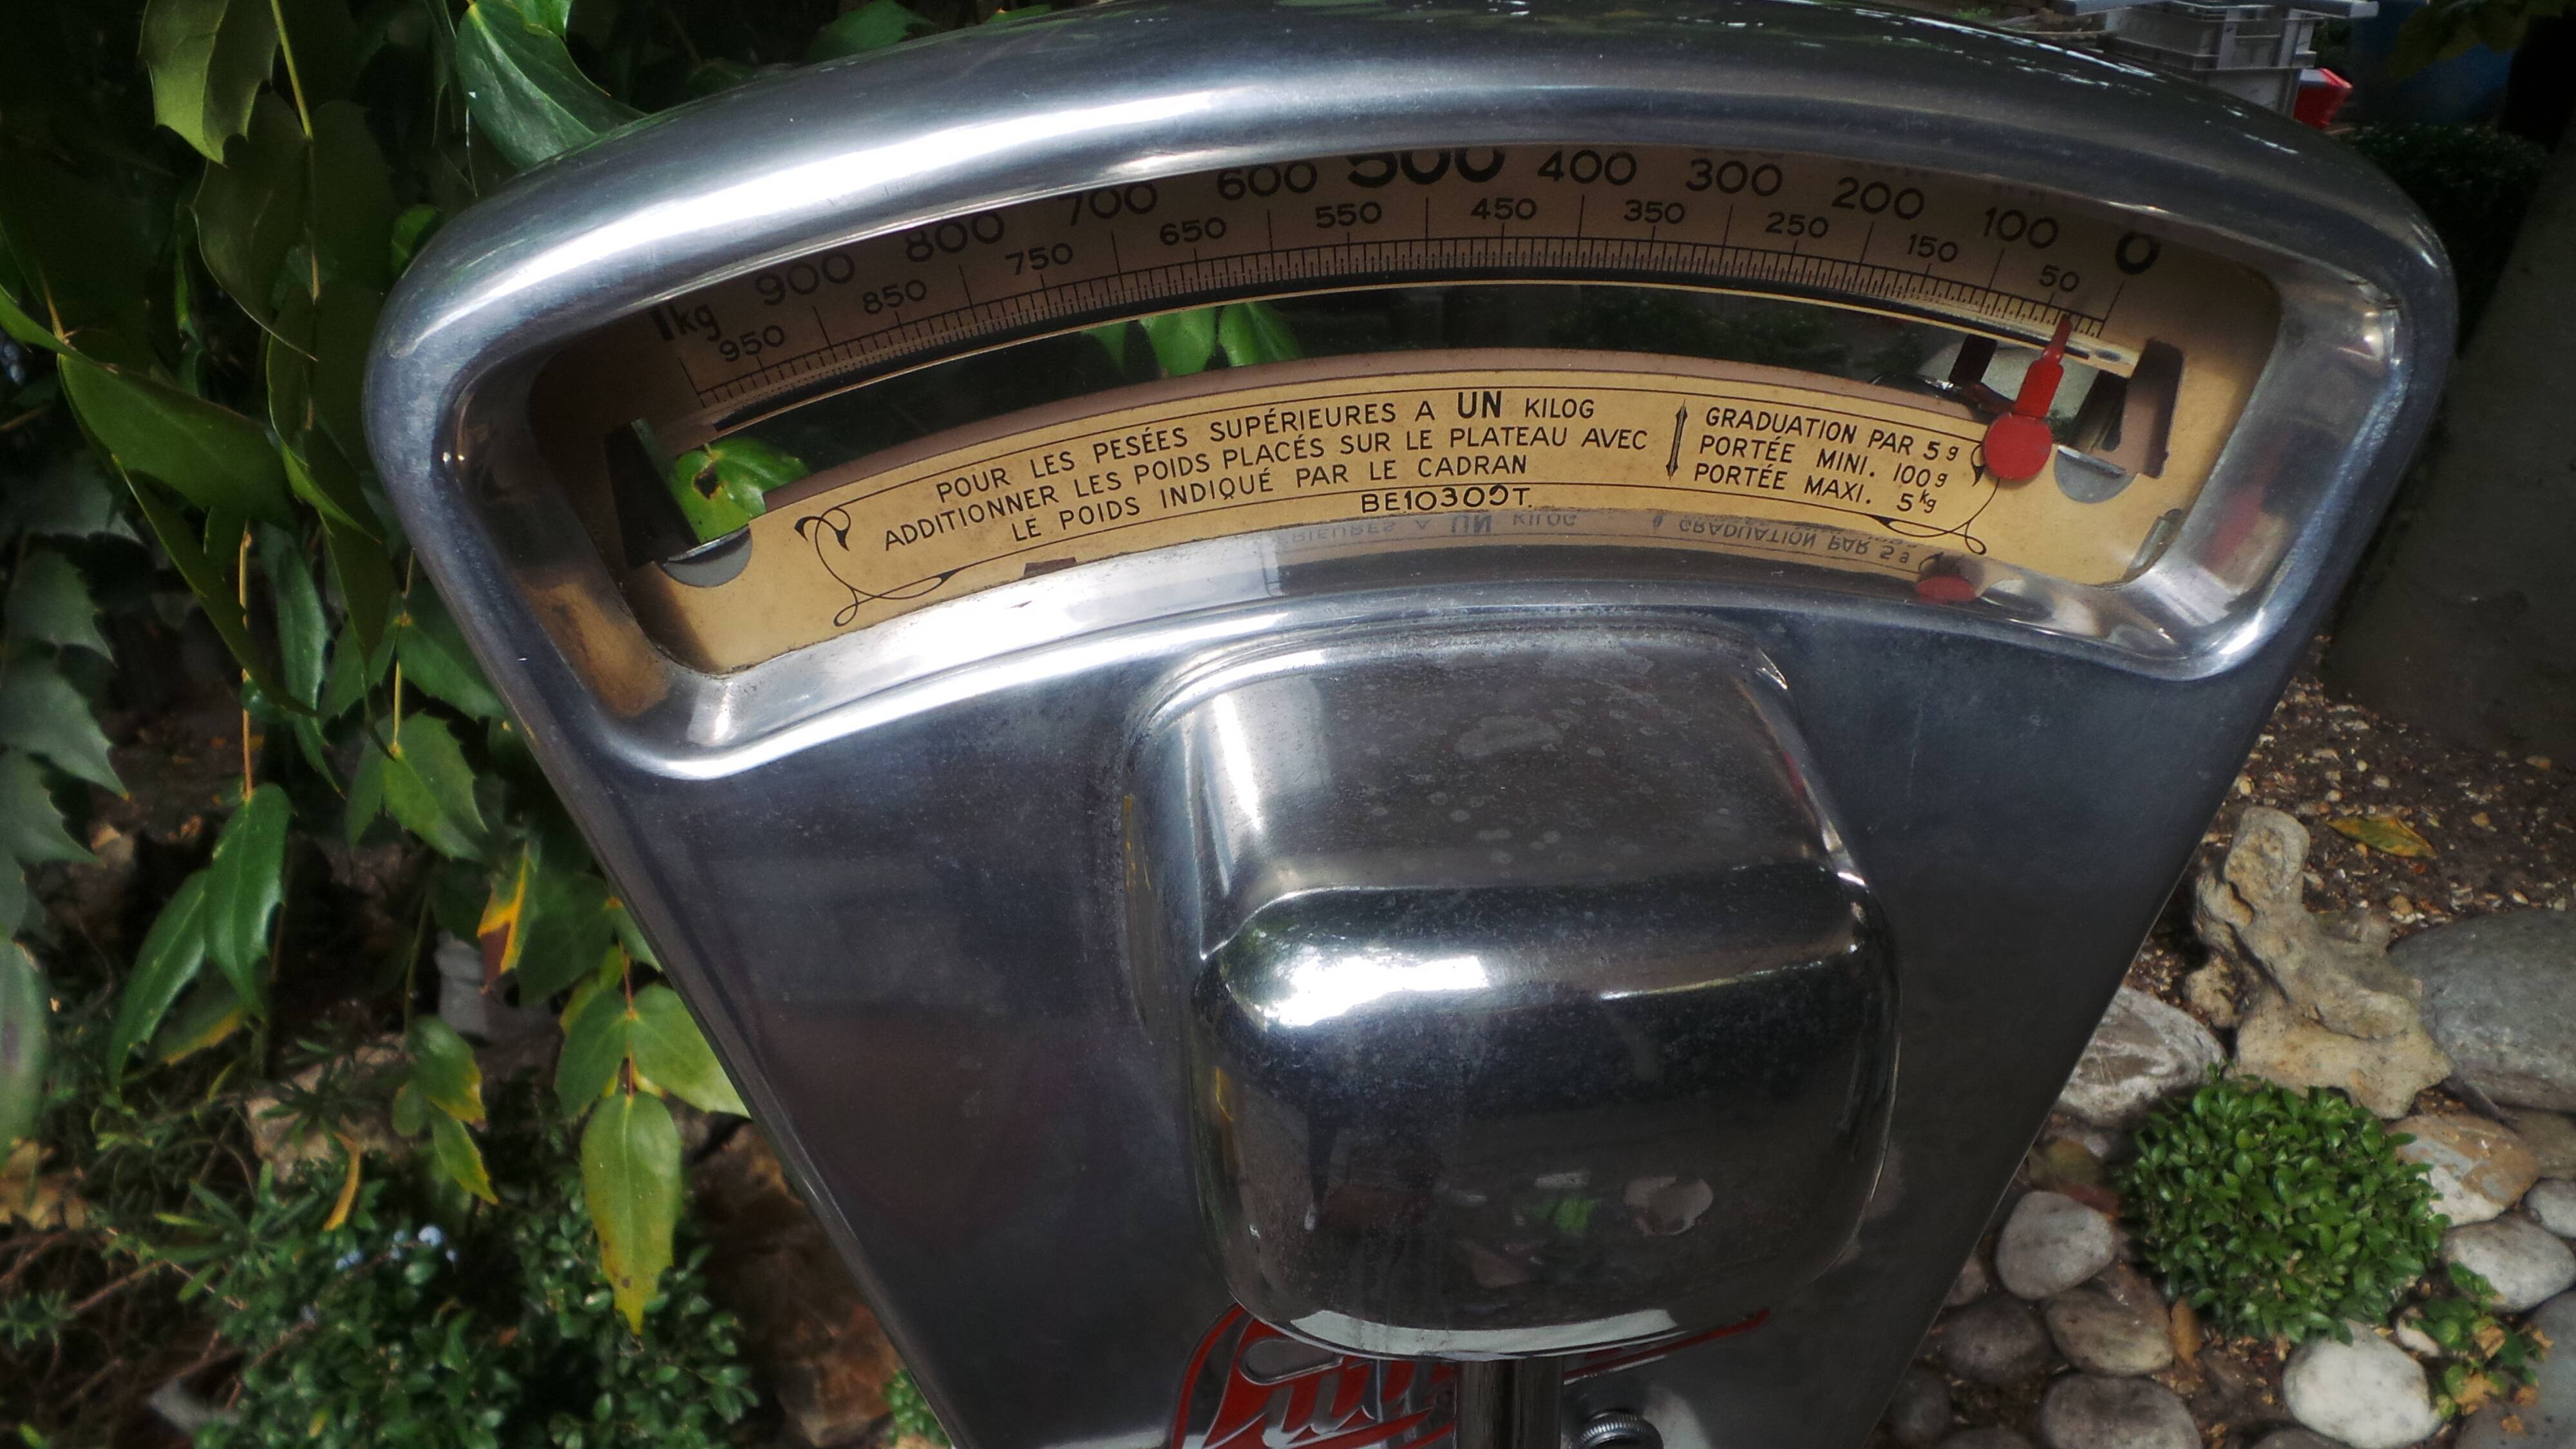 1kg 900 800 700 600 500 400 300 200 100 0
950 850 750 650 550 450 350 250 150 50
POUR LES PESÉES SUPÉRIEURES A UN KILOG
ADDITIONNER LES POIDS PLACÉS SUR LE PLATEAU AVEC
LE POIDS INDIQUÉ PAR LE CADRAN
BE10309T.
GRADUATION PAR 5g
PORTÉE MINI. 100g
PORTÉE MAXI. 5kg